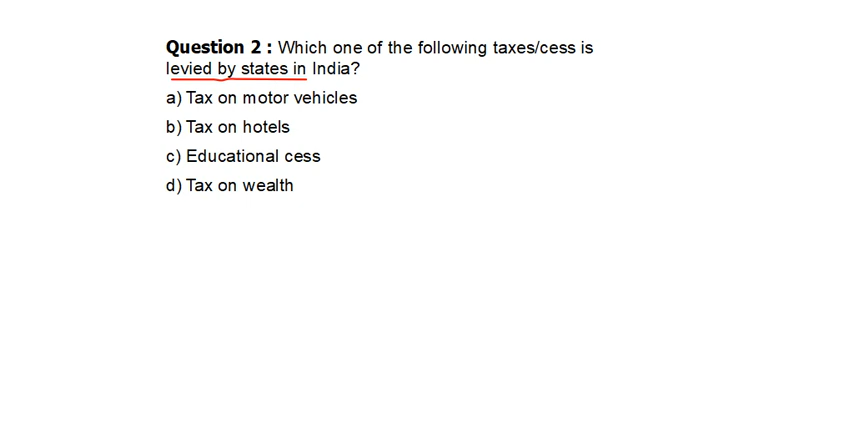 Question 2 : Which one of the following taxes/cess is
levied by states in India?
a) Tax on motor vehicles
b) Tax on hotels
c) Educational cess
d) Tax on wealth